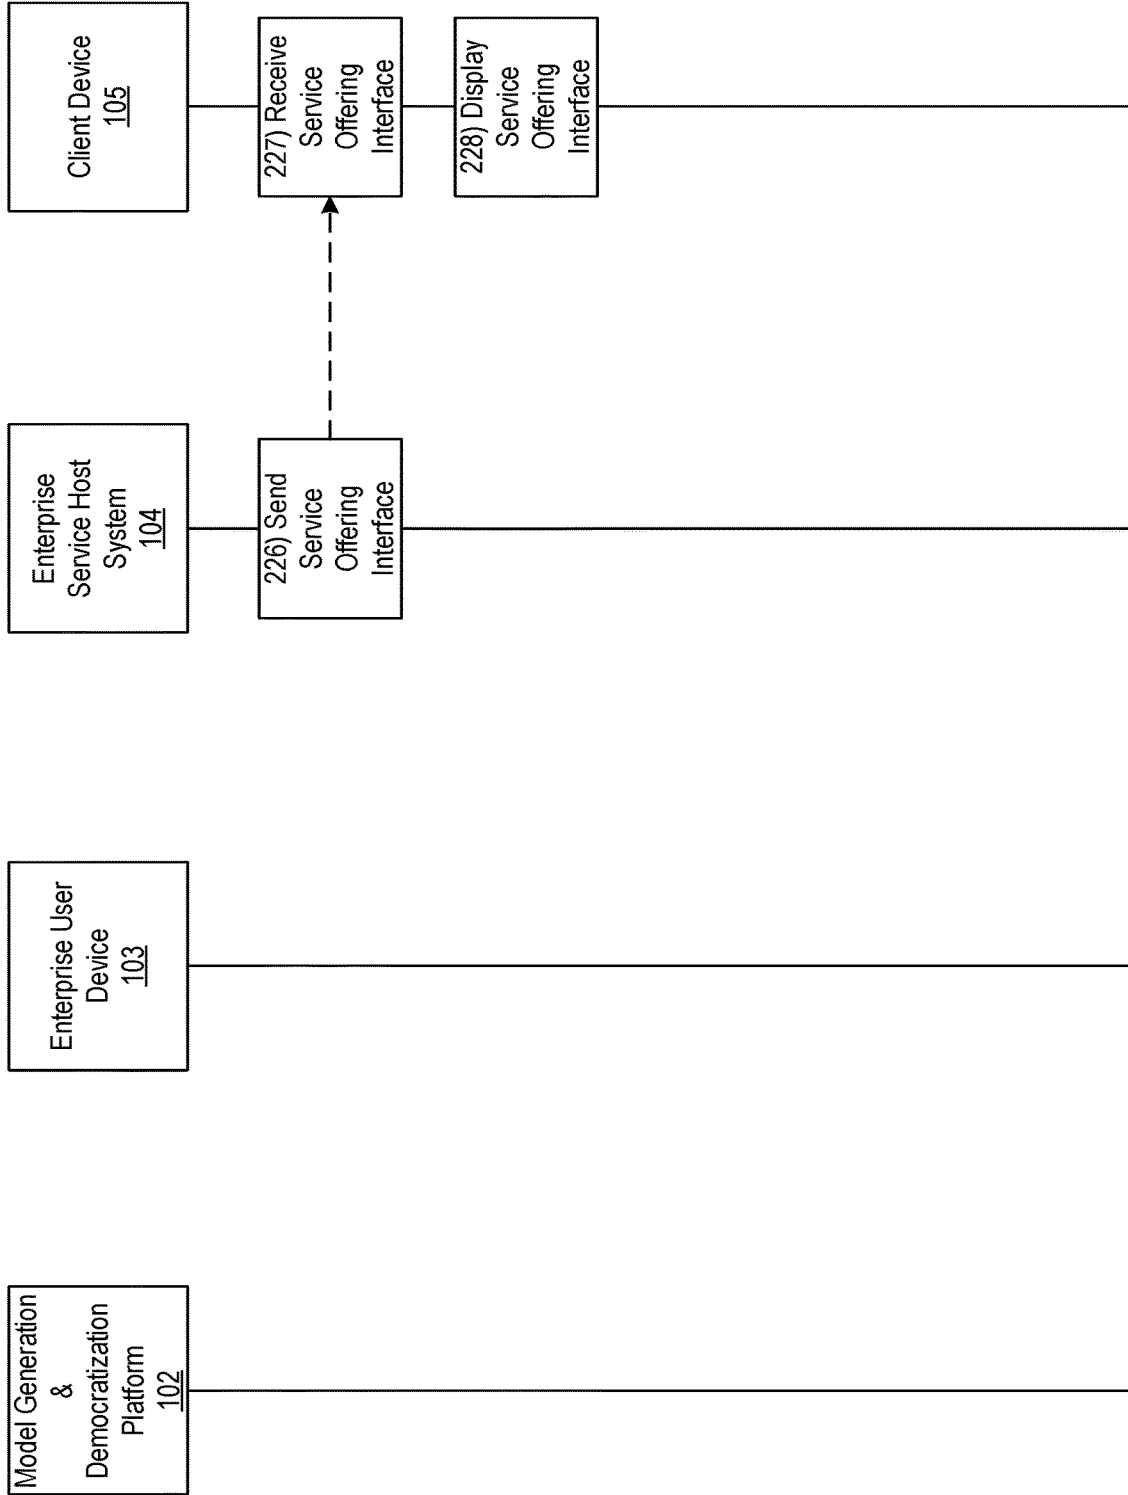 Model Generation
&
Democratization
Platform
102
Enterprise User
Device
103
Enterprise
Service Host
System
104
Client Device
105
226) Send
Service
Offering
Interface
227) Receive
Service
Offering
Interface
228) Display
Service
Offering
Interface